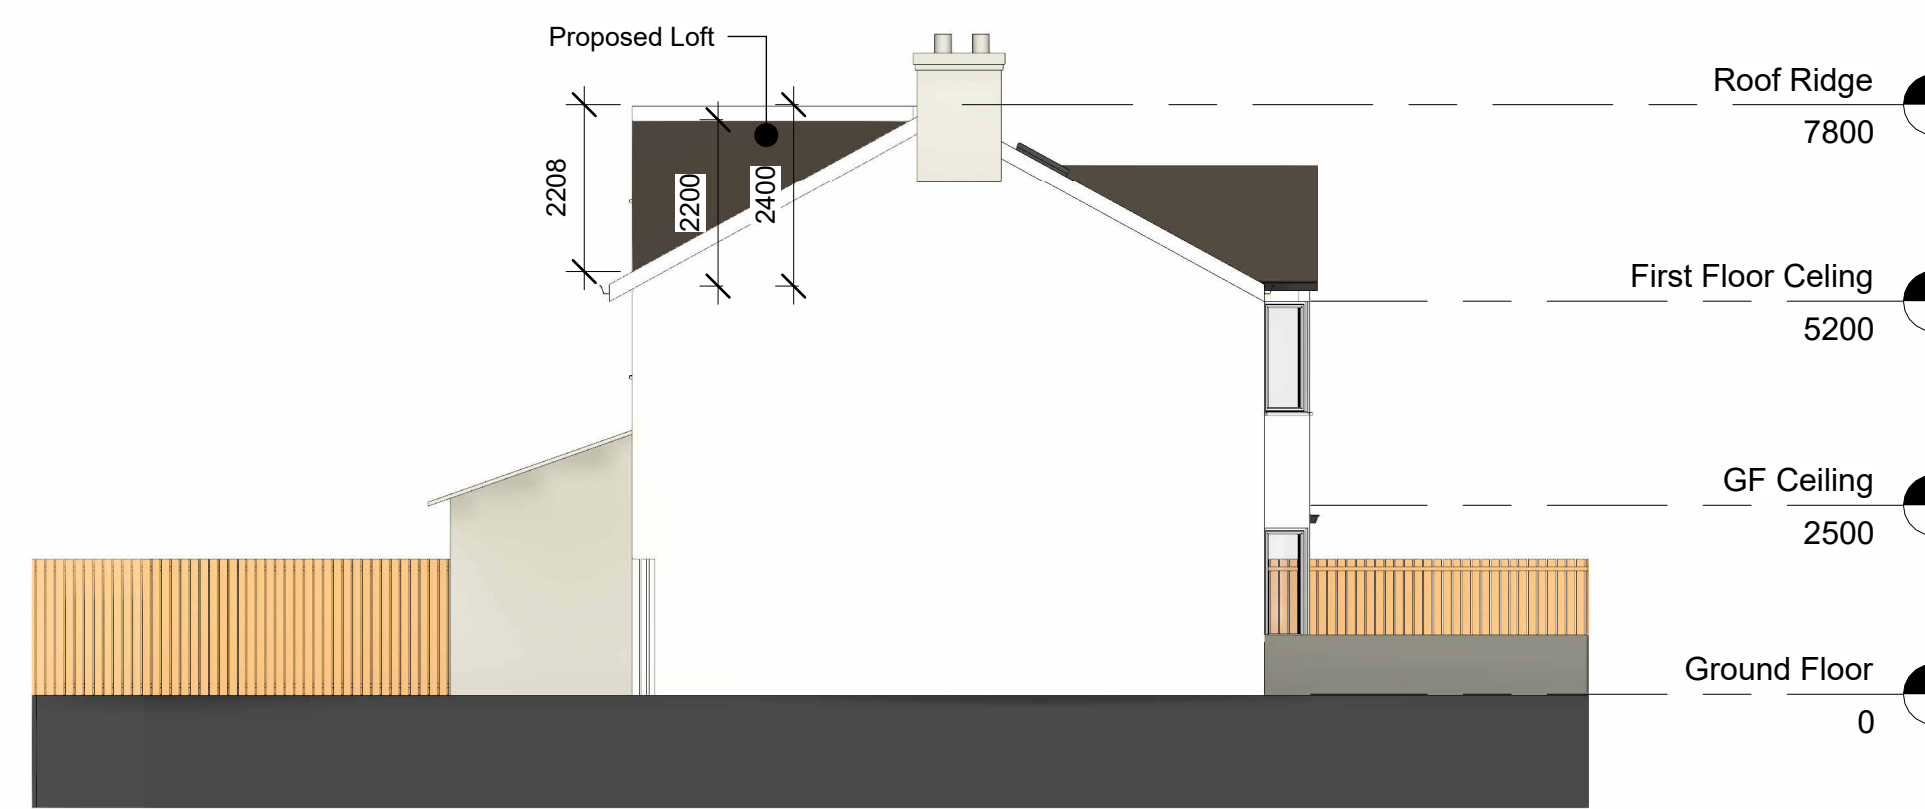 Proposed Loft
2208
2200
2400
Roof Ridge
7800
First Floor Celing
5200
GF Ceiling
2500
Ground Floor
0